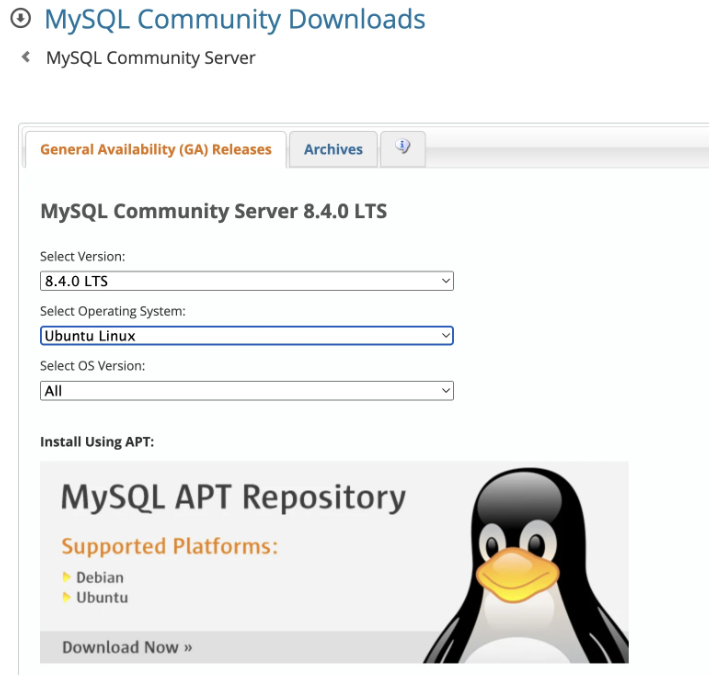 MySQL Community Downloads
MySQL Community Server
General Availability (GA) Releases
Archives
MySQL Community Server 8.4.0 LTS
Select Version:
8.4.0 LTS
Select Operating System:
Ubuntu Linux
Select OS Version:
All
Install Using APT:
MySQL APT Repository
Supported Platforms:
Debian
Ubuntu
Download Now »